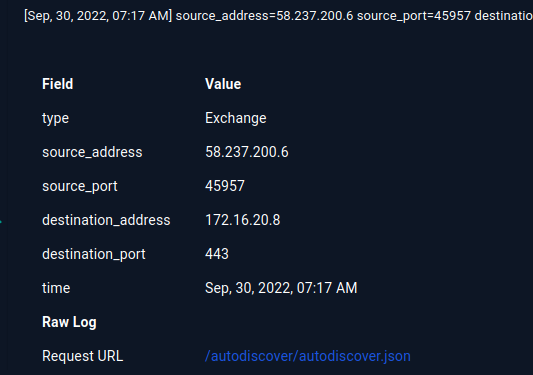 [Sep, 30, 2022, 07:17 AM] source_address=58.237.200.6 source_port=45957 destinatio
Field Value
type Exchange
source_address 58.237.200.6
source_port 45957
destination_address 172.16.20.8
destination_port 443
time Sep, 30, 2022, 07:17 AM
Raw Log
Request URL /autodiscover/autodiscover.json